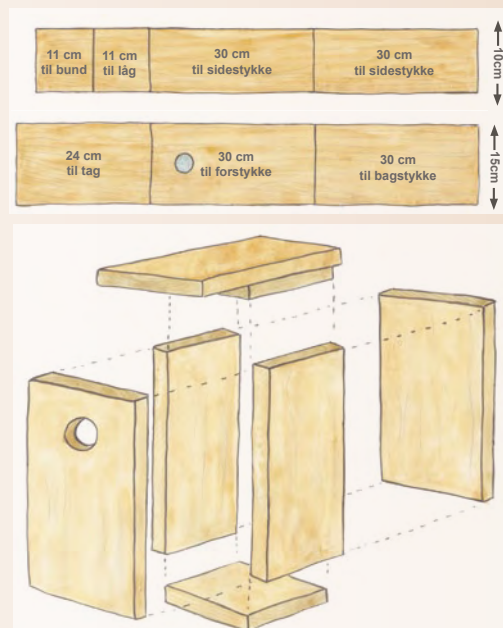 11 cm
til bund
11 cm
til låg
30 cm
til sidestykke
30 cm
til sidestykke
10cm
24 cm
til tag
30 cm
til forstykke
30 cm
til bagstykke
15cm